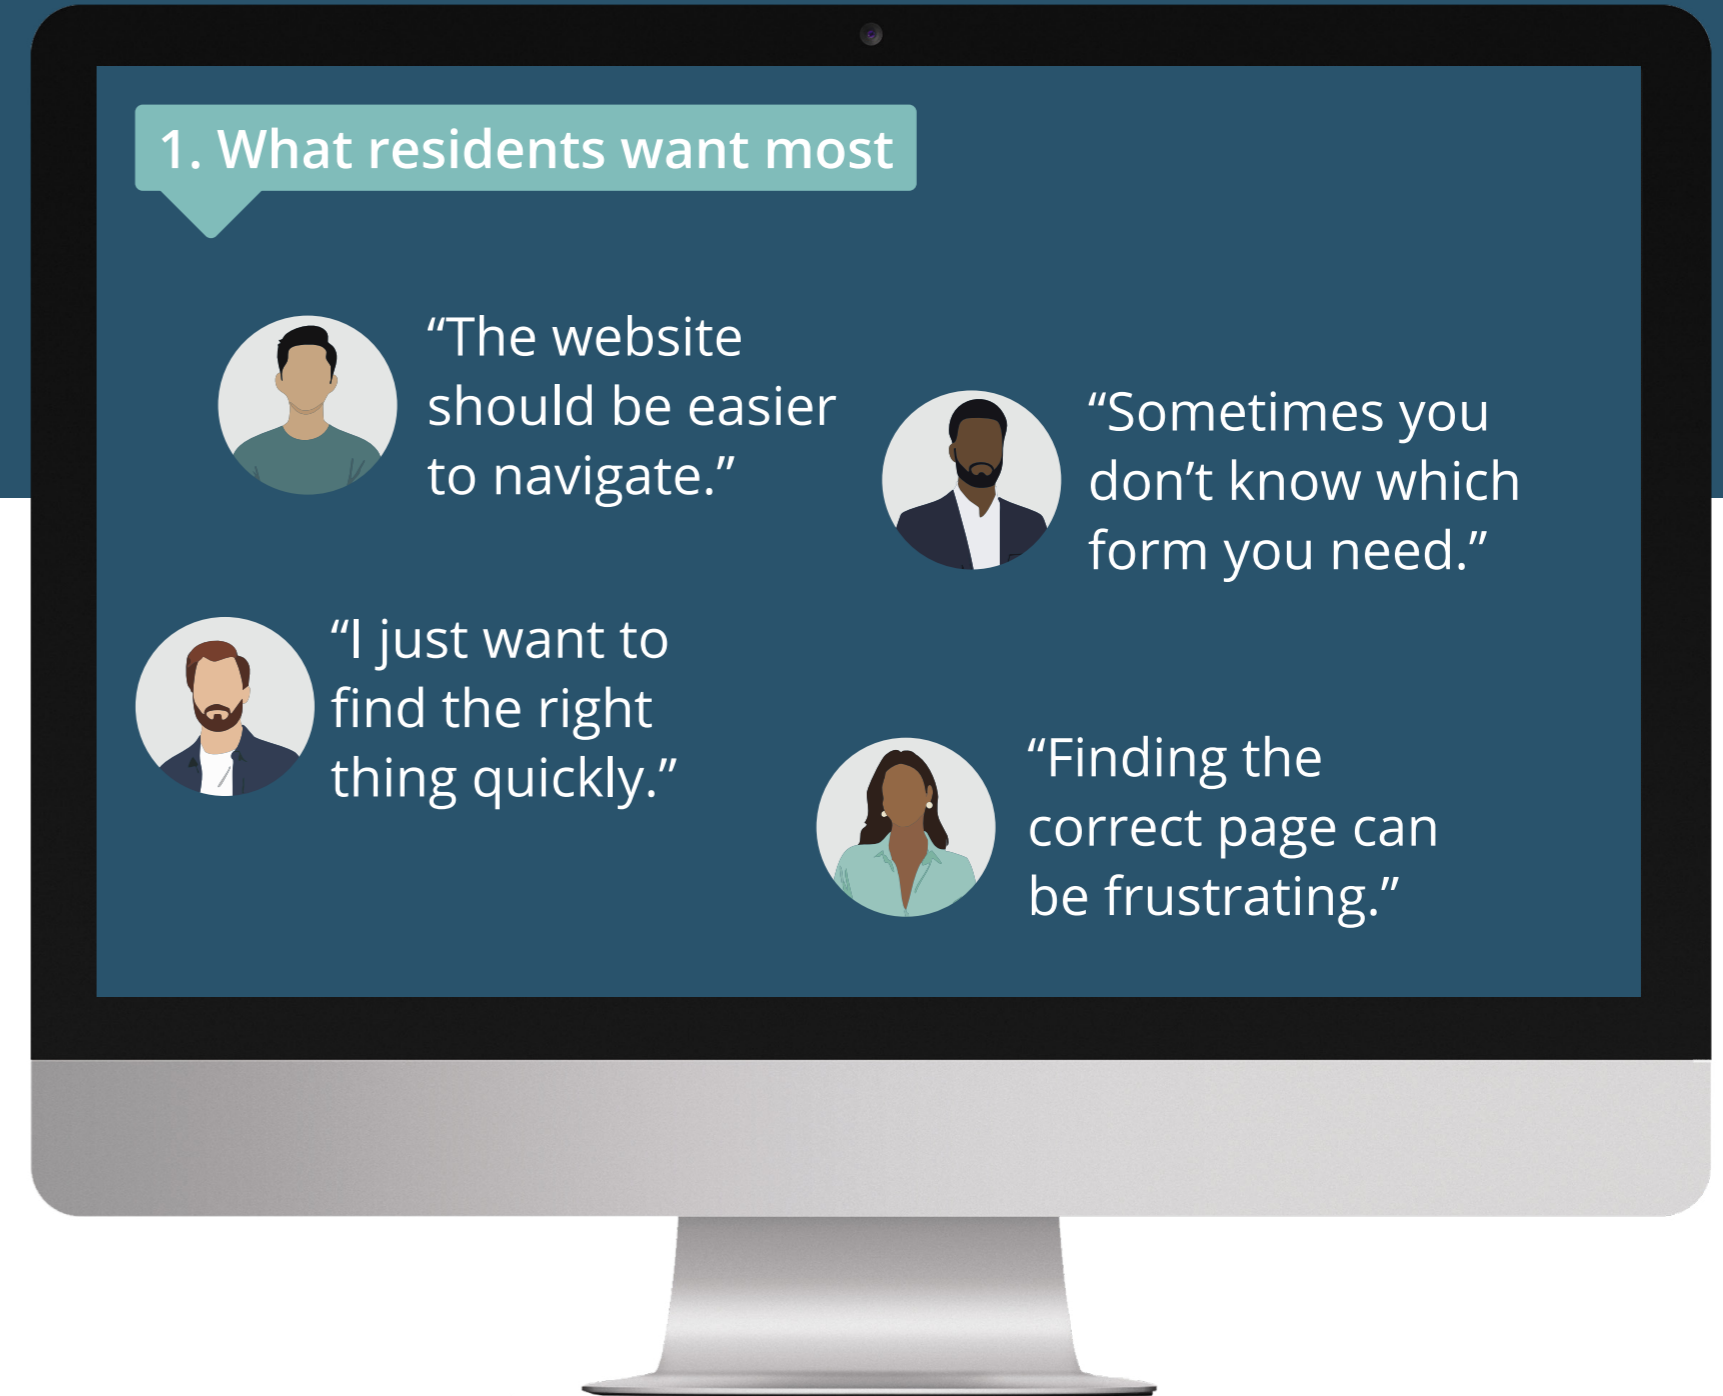 1. What residents want most
“The website
should be easier
to navigate.”
“Sometimes you
don’t know which
form you need.”
“I just want to
find the right
thing quickly.”
“Finding the
correct page can
be frustrating.”